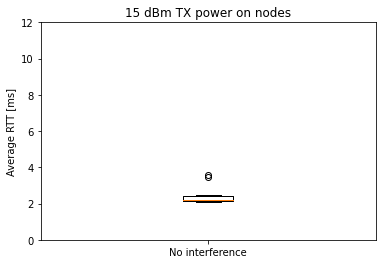 15 dBm TX power on nodes
12
10
8
6
4
2
0
Average RTT [ms]
No interference